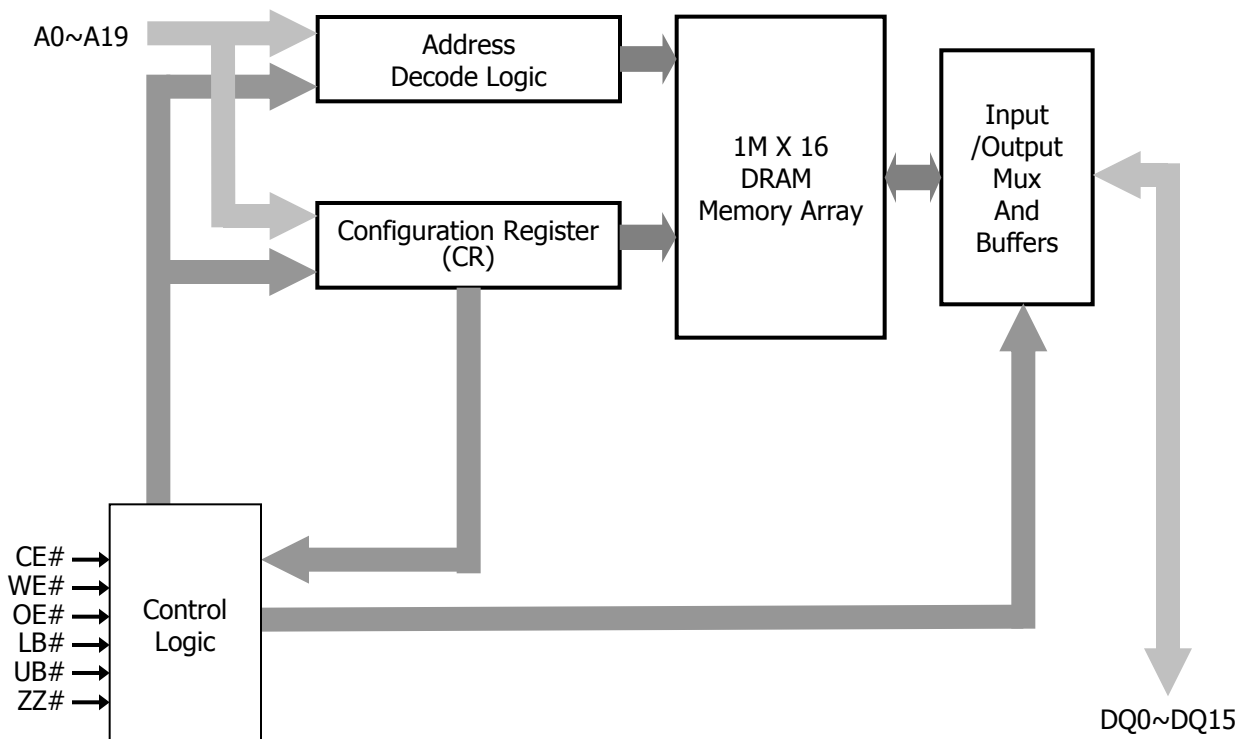 A0~A19
Address
Decode Logic
Configuration Register
(CR)
1M X 16
DRAM
Memory Array
Input
/Output
Mux
And
Buffers
CE#
WE#
OE#
LB#
UB#
ZZ#
Control
Logic
DQ0~DQ15